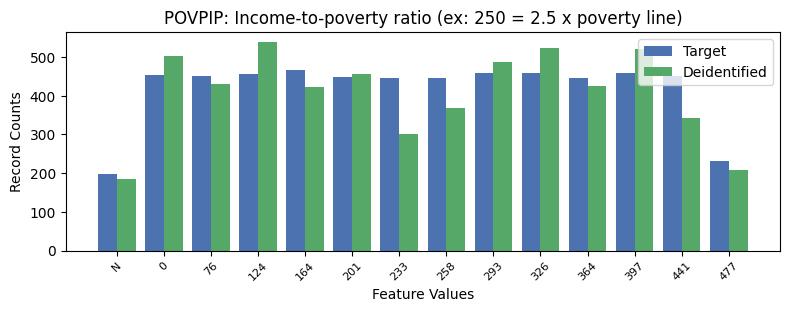 POVPIP: Income-to-poverty ratio (ex: 250 = 2.5 x poverty line)
Target
Deidentified
Record Counts
500
400
300
200
100
0
N 0 76 124 164 201 233 258 293 326 364 397 441 477
Feature Values